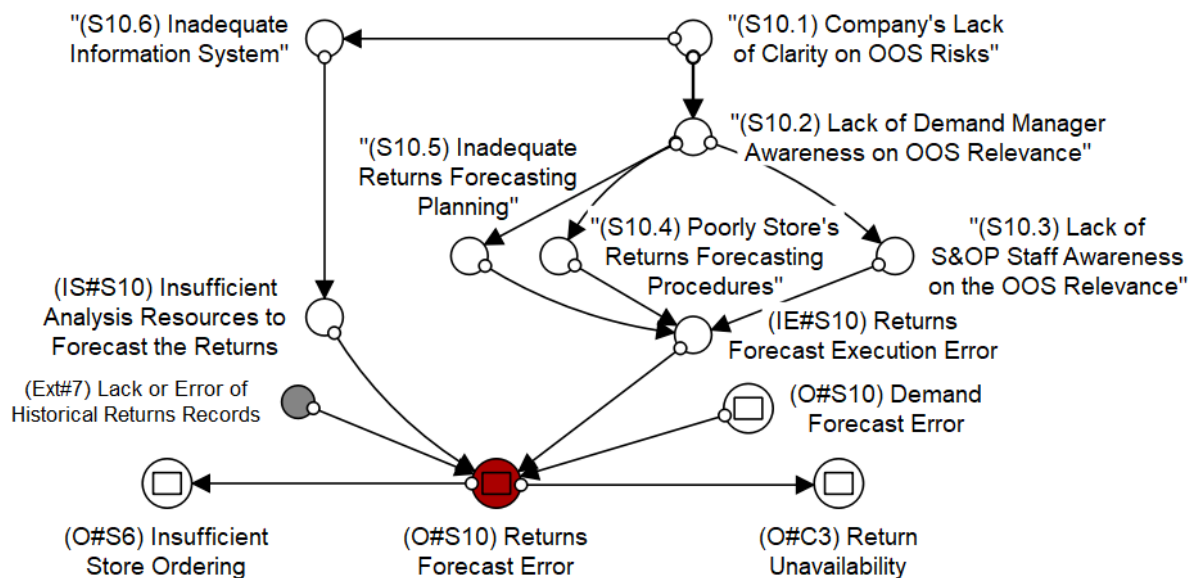 "(S10.6) Inadequate
Information System"
"(S10.1) Company's Lack
of Clarity on OOS Risks"
"(S10.2) Lack of Demand Manager
Awareness on OOS Relevance"
"(S10.5) Inadequate
Returns Forecasting
Planning"
"(S10.4) Poorly Store's
Returns Forecasting
Procedures"
"(S10.3) Lack of
S&OP Staff Awareness
on the OOS Relevance"
(IS#S10) Insufficient
Analysis Resources to
Forecast the Returns
(IE#S10) Returns
Forecast Execution Error
(Ext#7) Lack or Error of
Historical Returns Records
(O#S10) Demand
Forecast Error
(O#S6) Insufficient
Store Ordering
(O#S10) Returns
Forecast Error
(O#C3) Return
Unavailability